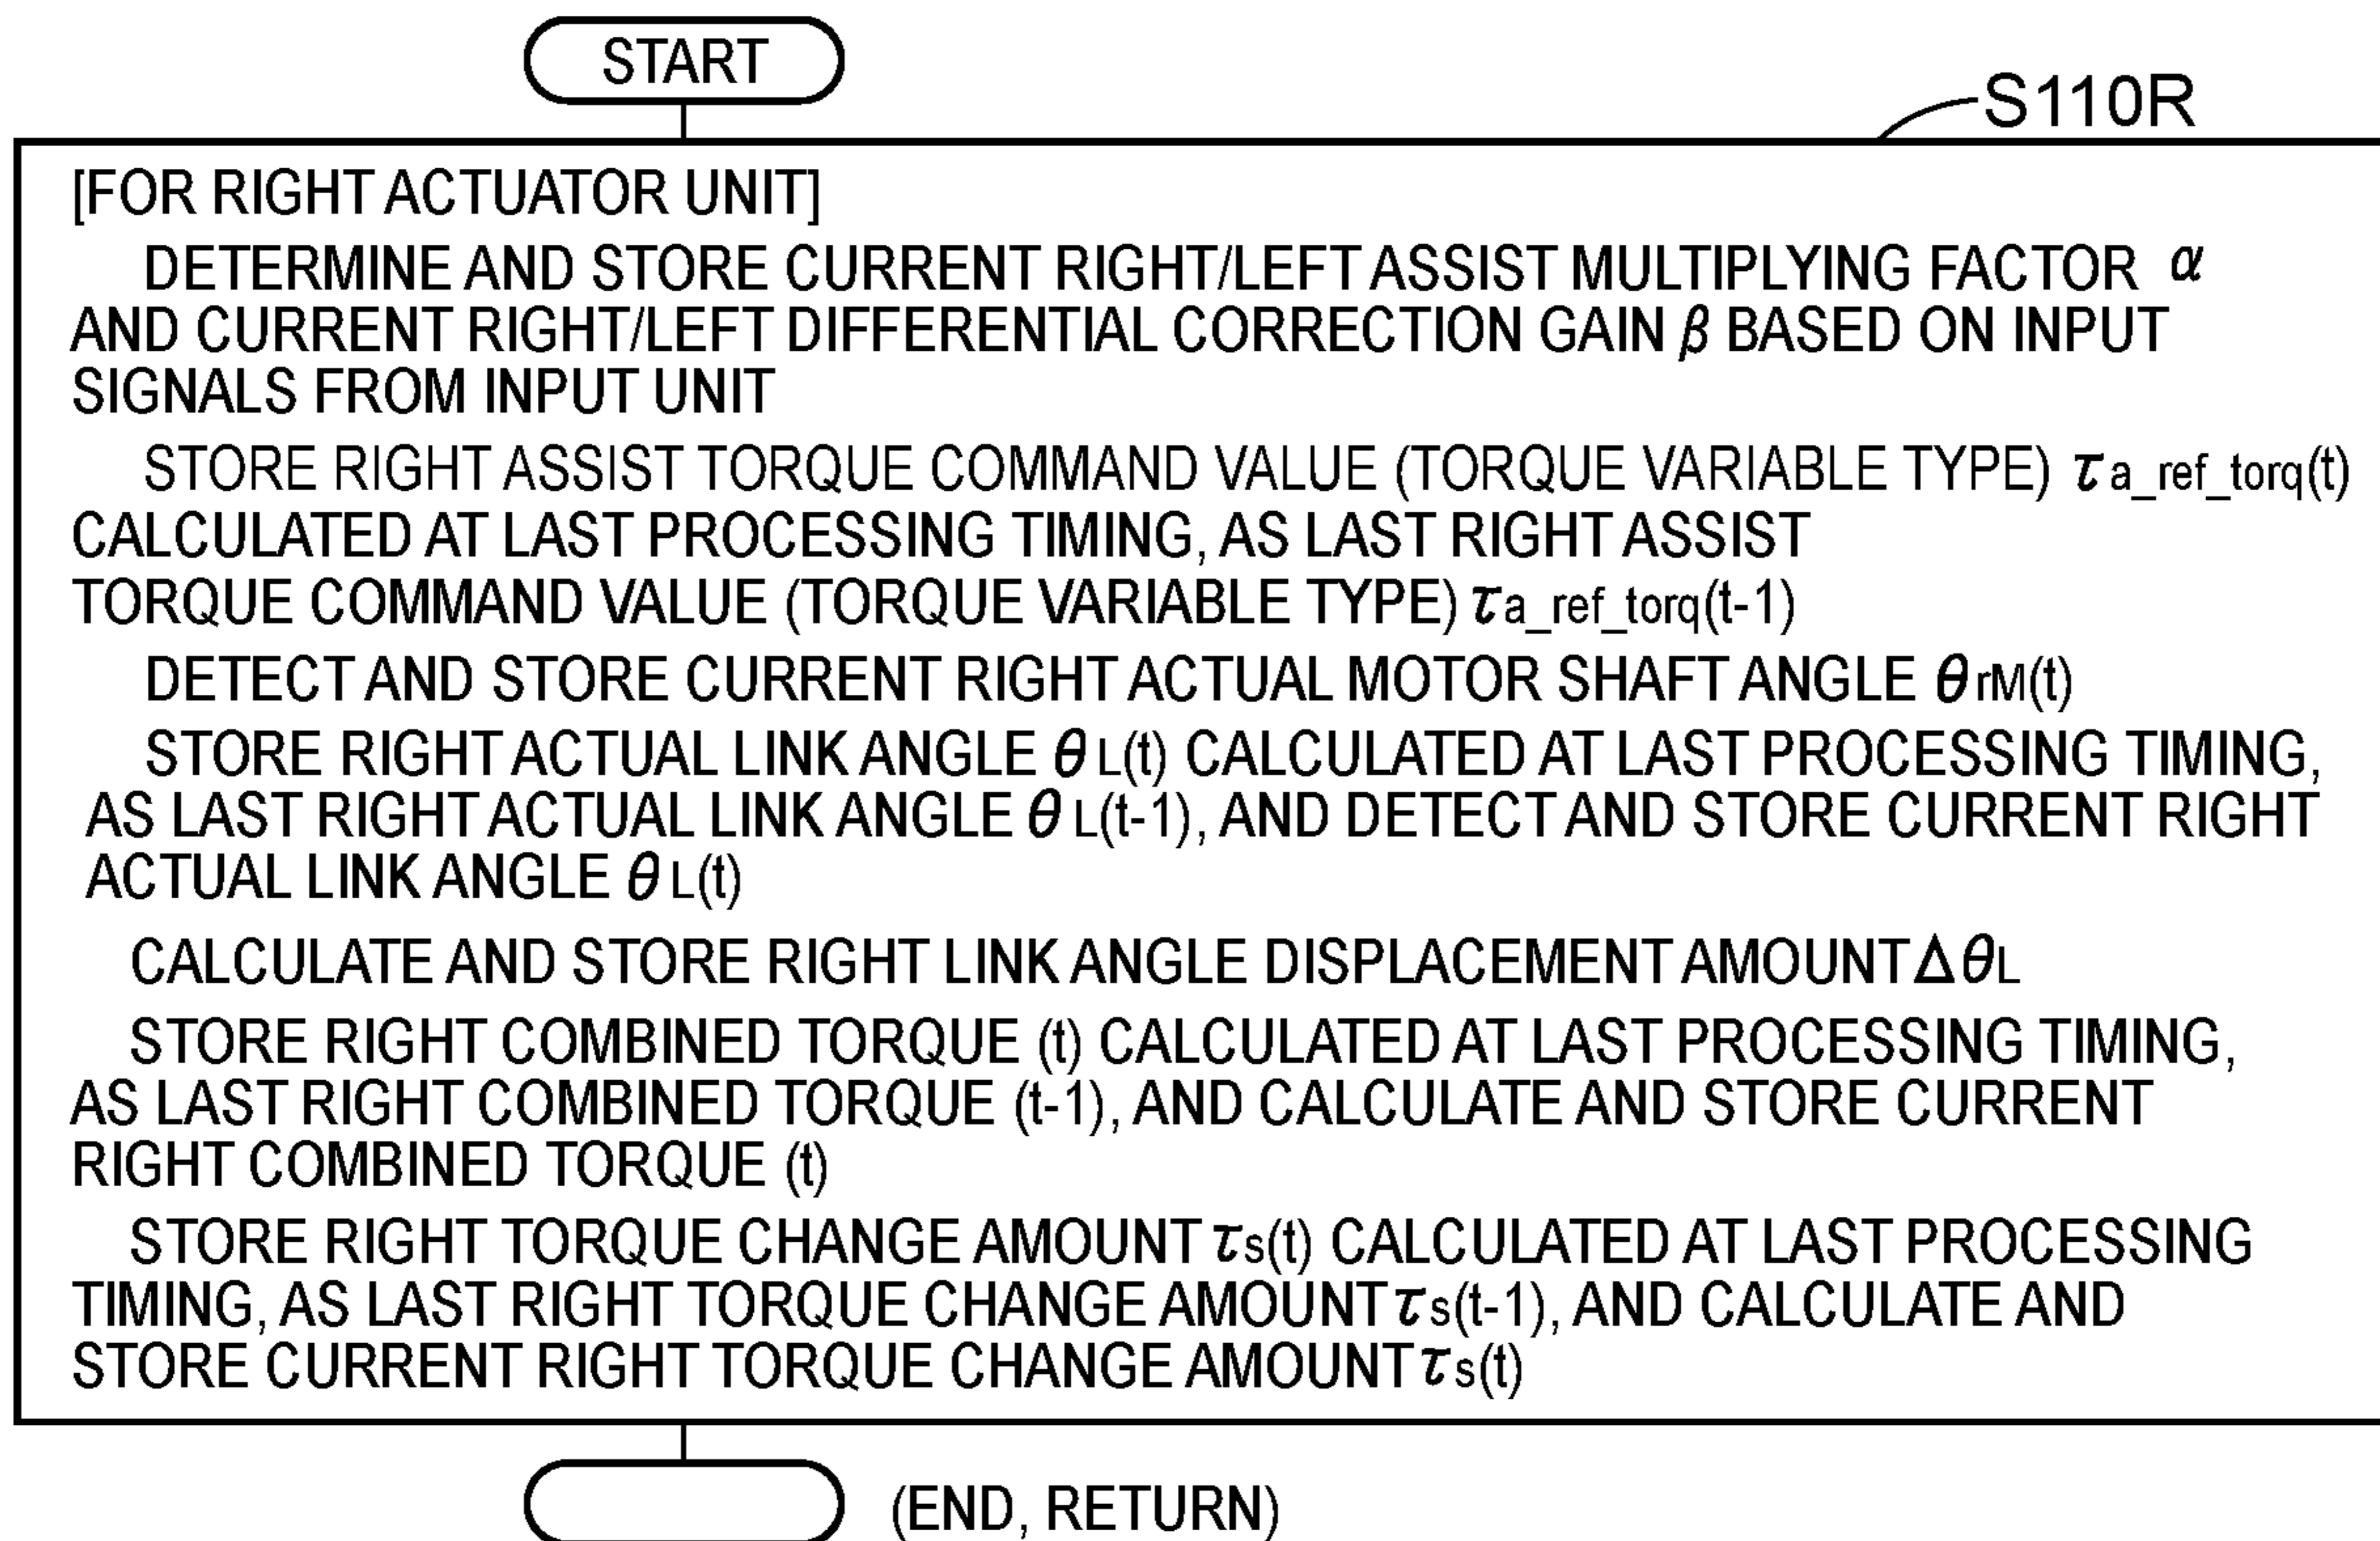 START
S110R
[FOR RIGHT ACTUATOR UNIT]
DETERMINE AND STORE CURRENT RIGHT/LEFT ASSIST MULTIPLYING FACTOR α
AND CURRENT RIGHT/LEFT DIFFERENTIAL CORRECTION GAIN β BASED ON INPUT
SIGNALS FROM INPUT UNIT
STORE RIGHT ASSIST TORQUE COMMAND VALUE (TORQUE VARIABLE TYPE) τa_ref_torq(t)
CALCULATED AT LAST PROCESSING TIMING, AS LAST RIGHT ASSIST
TORQUE COMMAND VALUE (TORQUE VARIABLE TYPE) τa_ref_torq(t-1)
DETECT AND STORE CURRENT RIGHT ACTUAL MOTOR SHAFT ANGLE θrM(t)
STORE RIGHT ACTUAL LINK ANGLE θL(t) CALCULATED AT LAST PROCESSING TIMING,
AS LAST RIGHT ACTUAL LINK ANGLE θL(t-1), AND DETECT AND STORE CURRENT RIGHT
ACTUAL LINK ANGLE θL(t)
CALCULATE AND STORE RIGHT LINK ANGLE DISPLACEMENT AMOUNT ΔθL
STORE RIGHT COMBINED TORQUE (t) CALCULATED AT LAST PROCESSING TIMING,
AS LAST RIGHT COMBINED TORQUE (t-1), AND CALCULATE AND STORE CURRENT
RIGHT COMBINED TORQUE (t)
STORE RIGHT TORQUE CHANGE AMOUNT τs(t) CALCULATED AT LAST PROCESSING
TIMING, AS LAST RIGHT TORQUE CHANGE AMOUNT τs(t-1), AND CALCULATE AND
STORE CURRENT RIGHT TORQUE CHANGE AMOUNT τs(t)
(END, RETURN)